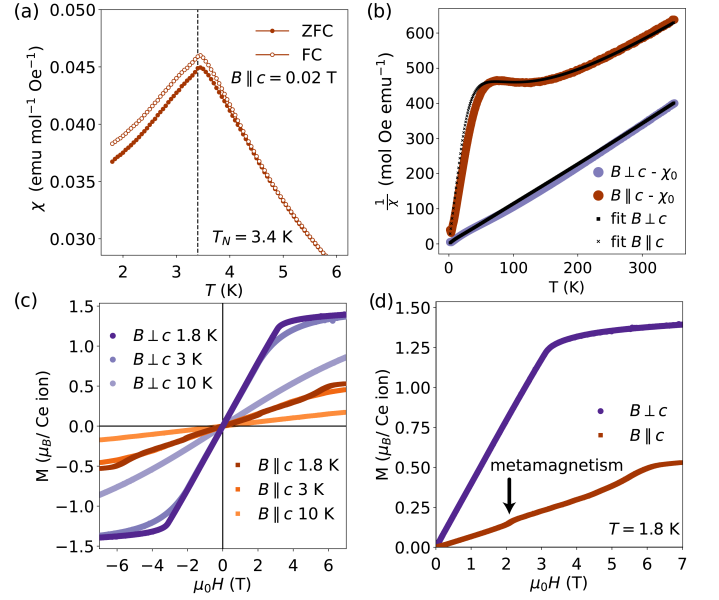 (a)
0.050
0.045
0.040
0.035
0.030
χ (emu mol⁻¹ Oe⁻¹)
ZFC
FC
B ∥ c = 0.02 T
T_N = 3.4 K
2 3 4 5 6
T (K)
(b)
600
500
400
300
200
100
0
1/χ (mol Oe emu⁻¹)
B ⊥ c - χ₀
B ∥ c - χ₀
fit B ⊥ c
fit B ∥ c
0 100 200 300
T (K)
(c)
1.5
1.0
0.5
0.0
−0.5
−1.0
−1.5
M (μ_B/ Ce ion)
B ⊥ c 1.8 K
B ⊥ c 3 K
B ⊥ c 10 K
B ∥ c 1.8 K
B ∥ c 3 K
B ∥ c 10 K
−6 −4 −2 0 2 4 6
μ₀H (T)
(d)
1.50
1.25
1.00
0.75
0.50
0.25
0.00
M (μ_B/ Ce ion)
B ⊥ c
B ∥ c
metamagnetism
T = 1.8 K
0 1 2 3 4 5 6 7
μ₀H (T)